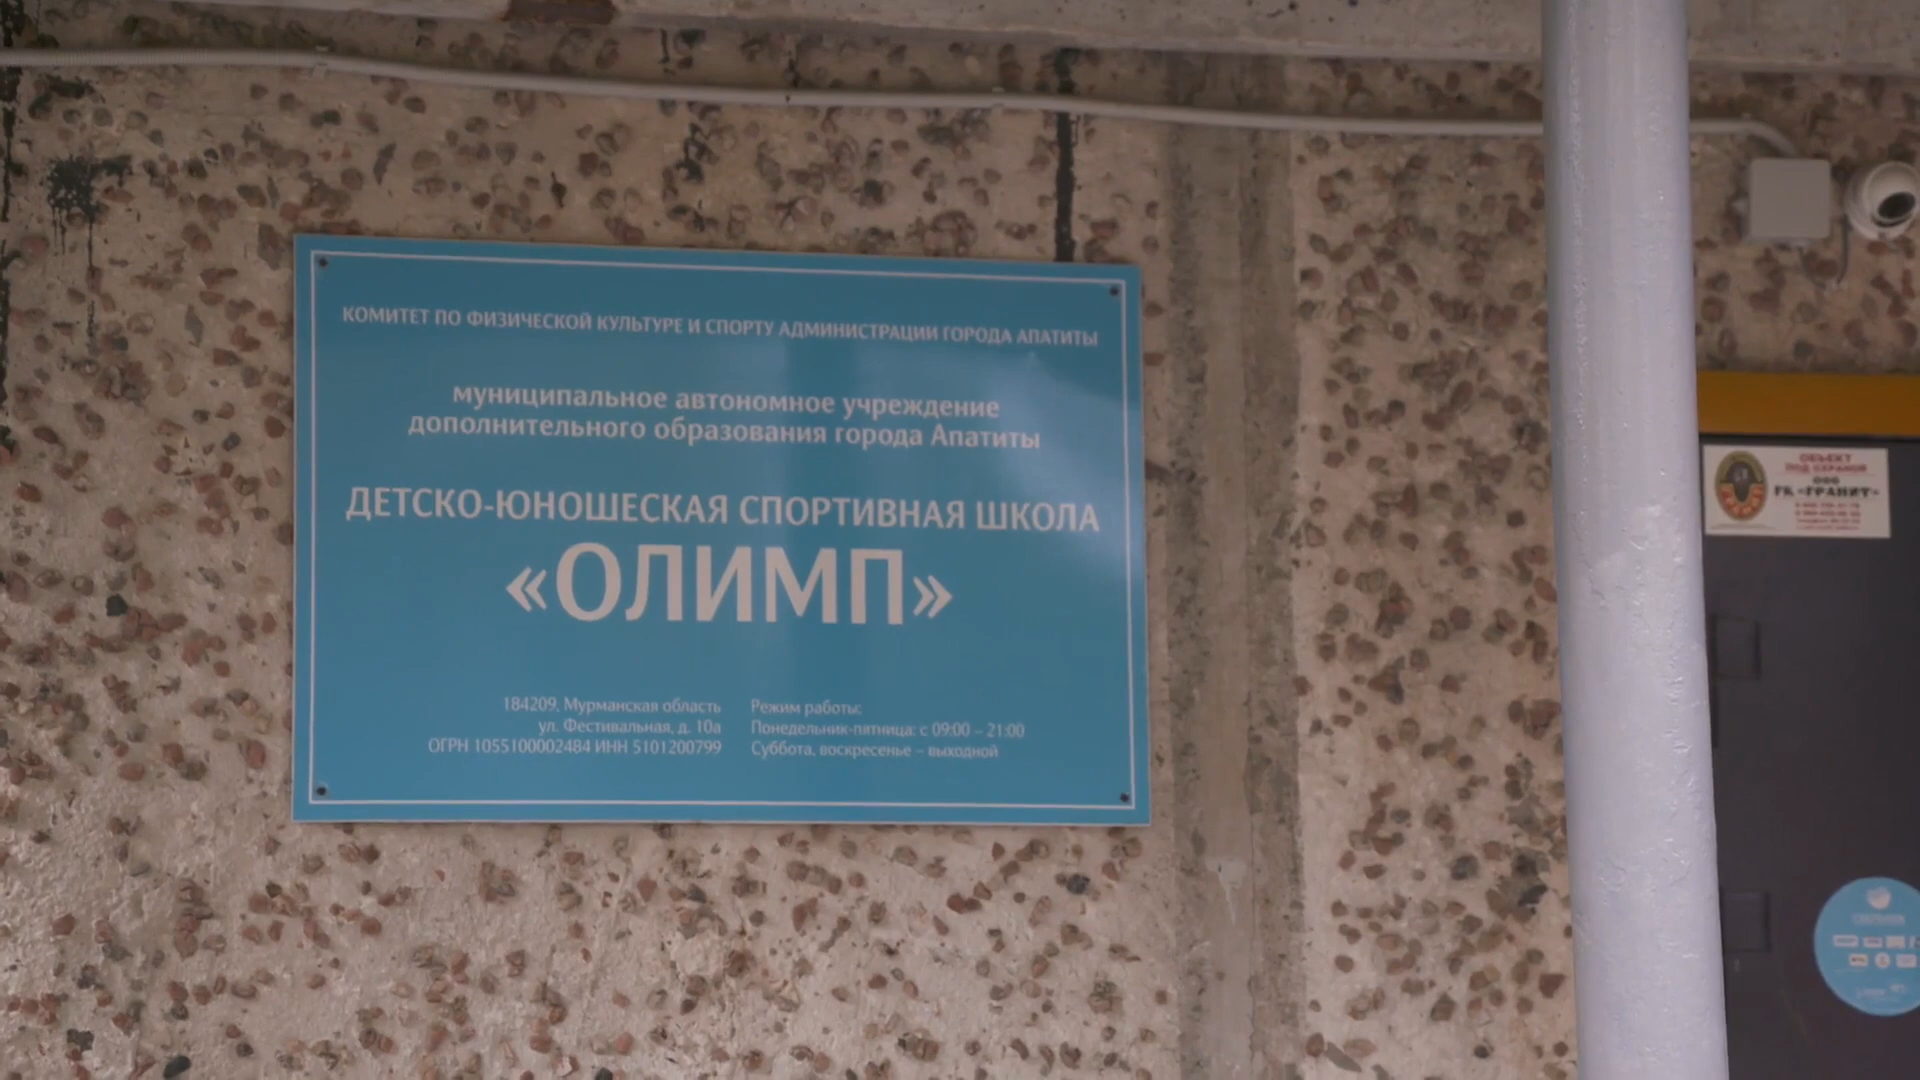 КОМИТЕТ ПО ФИЗИЧЕСКОЙ КУЛЬТУРЕ И СПОРТУ АДМИНИСТРАЦИИ ГОРОДА АПАТИТЫ
муниципальное автономное учреждение
дополнительного образования города Апатиты
ДЕТСКО-ЮНОШЕСКАЯ СПОРТИВНАЯ ШКОЛА
«ОЛИМП»
184209, Мурманская область
ул. Фестивальная, д. 10а
ОГРН 1055100002484 ИНН 5101200799
Режим работы:
Понедельник-пятница: с 09:00 – 21:00
Суббота, воскресенье – выходной
ОБЪЕКТ
ПОД ОХРАНОЙ
ООО
ГК «ГРАНИТ»